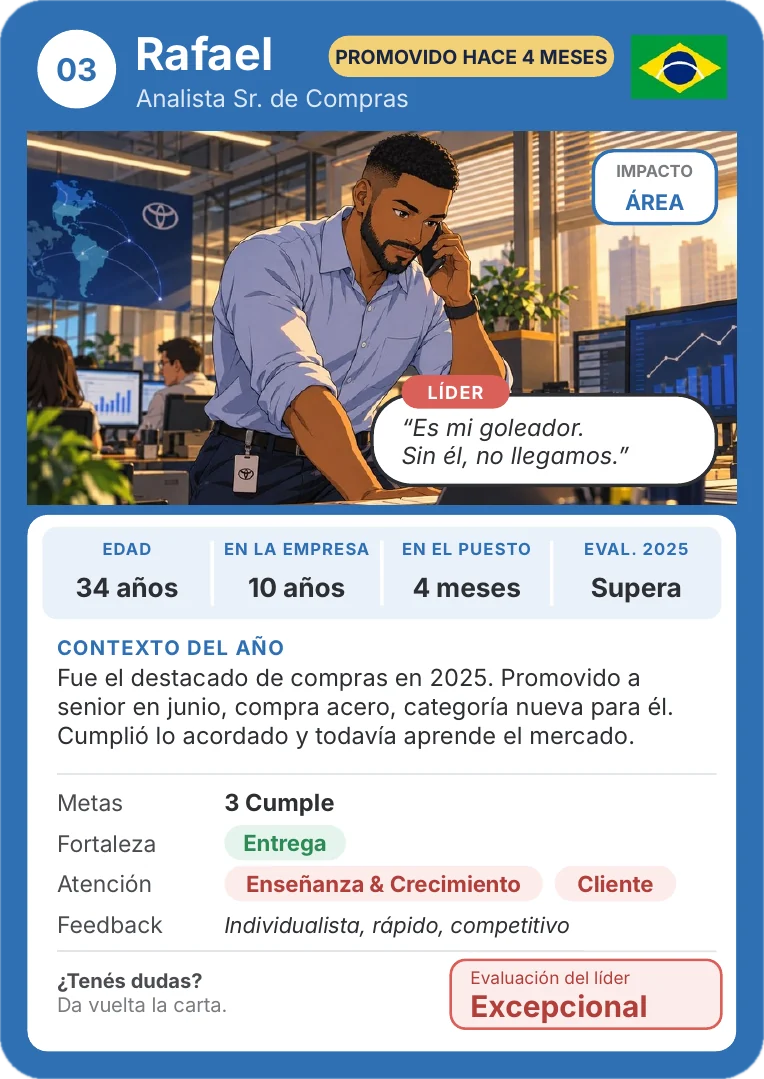 03
Rafael
PROMOVIDO HACE 4 MESES
Analista Sr. de Compras
IMPACTO
ÁREA
LÍDER
“Es mi goleador.
Sin él, no llegamos.”
EDAD
34 años
EN LA EMPRESA
10 años
EN EL PUESTO
4 meses
EVAL. 2025
Supera
CONTEXTO DEL AÑO
Fue el destacado de compras en 2025. Promovido a
senior en junio, compra acero, categoría nueva para él.
Cumplió lo acordado y todavía aprende el mercado.
Metas 3 Cumple
Fortaleza Entrega
Atención Enseñanza & Crecimiento Cliente
Feedback Individualista, rápido, competitivo
¿Tenés dudas?
Da vuelta la carta.
Evaluación del líder
Excepcional